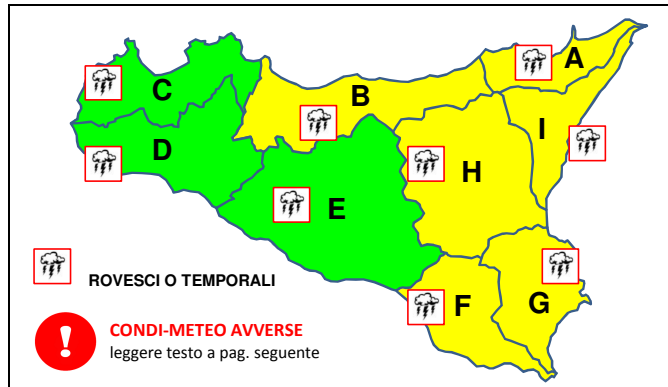 A
B
C
I
D
H
E
ROVESCI O TEMPORALI
F
G
! CONDI-METEO AVVERSE
leggere testo a pag. seguente